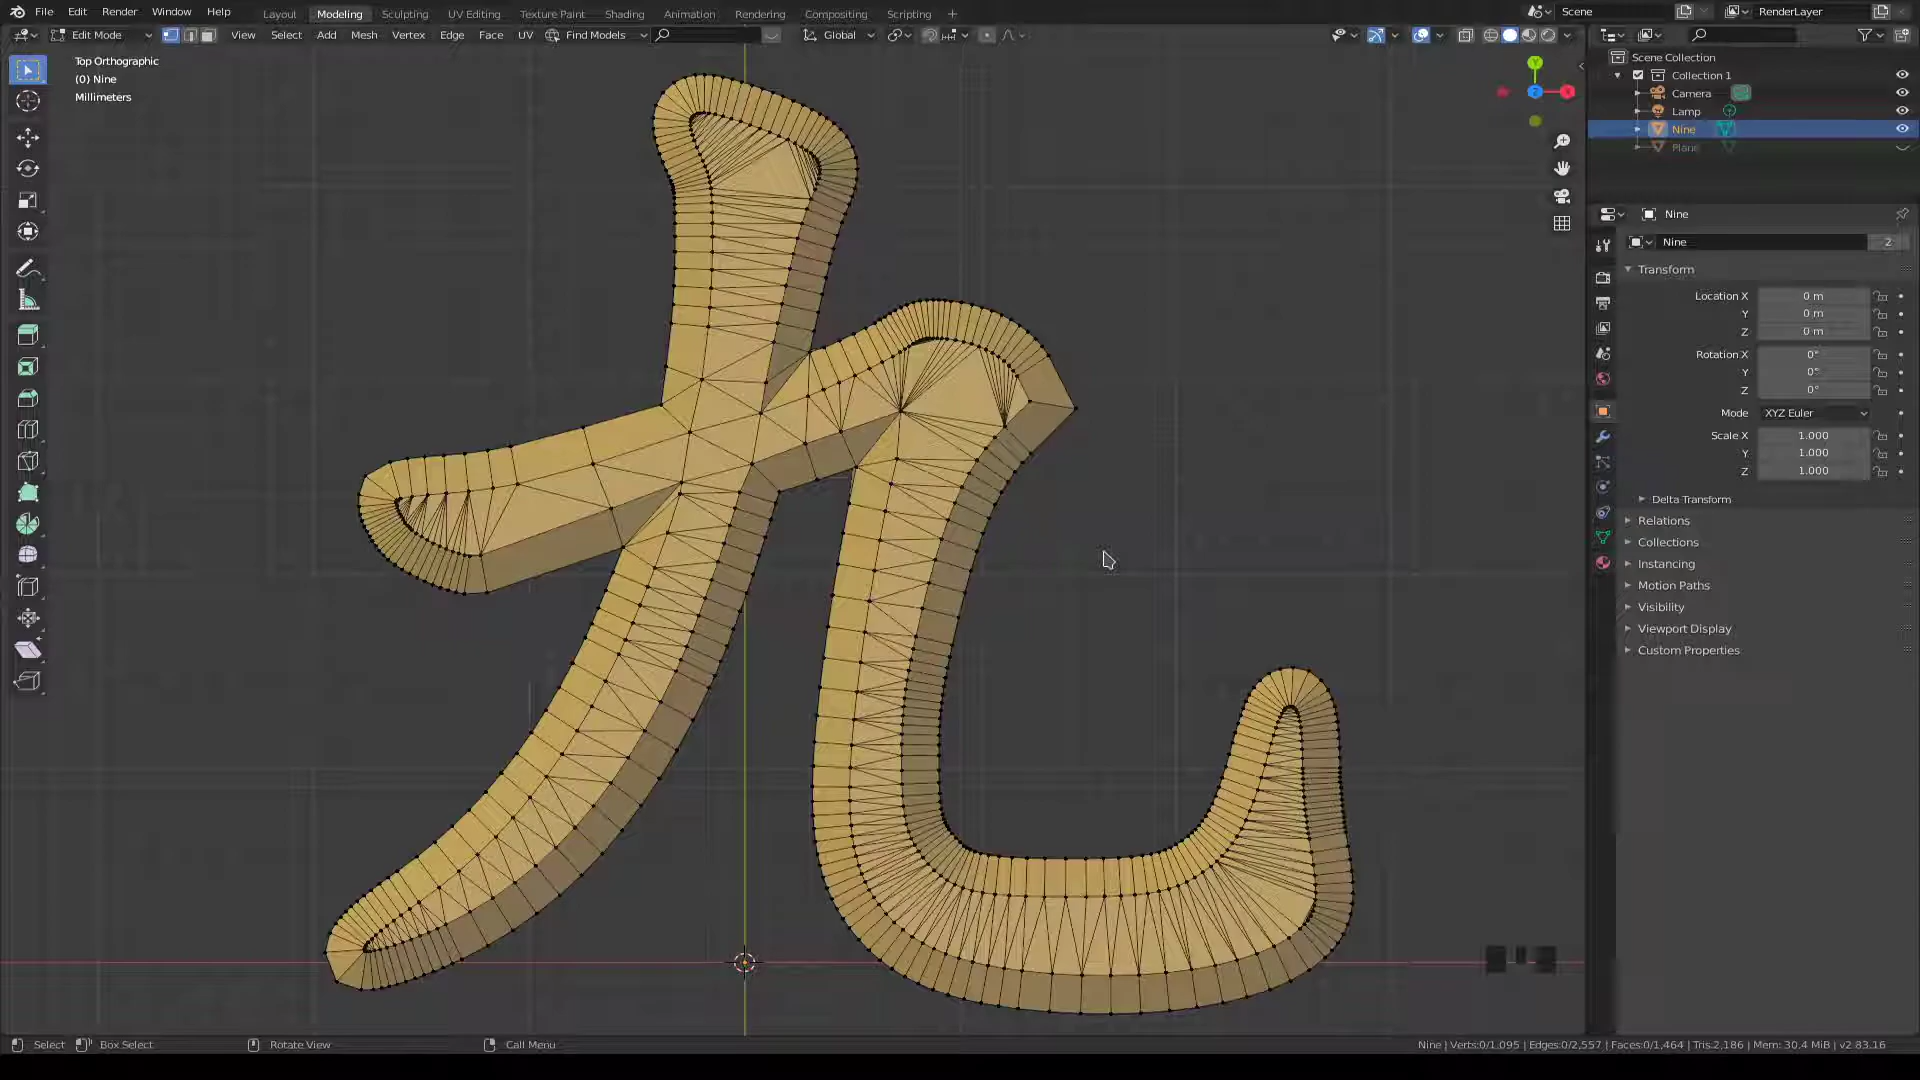 File Edit Render Window Help
Layout Modeling Sculpting UV Editing Texture Paint Shading Animation Rendering Compositing Scripting +
Scene RenderLayer
Edit Mode View Select Add Mesh Vertex Edge Face UV Find Models Global
Top Orthographic
(0) Nine
Millimeters
九
Y
Z
X
Scene Collection
Collection 1
Camera
Lamp
Nine
Plane
Nine
Nine 2
Transform
Location X 0 m
Y 0 m
Z 0 m
Rotation X 0°
Y 0°
Z 0°
Mode XYZ Euler
Scale X 1.000
Y 1.000
Z 1.000
Delta Transform
Relations
Collections
Instancing
Motion Paths
Visibility
Viewport Display
Custom Properties
Select Box Select Rotate View Call Menu
Nine | Verts:0/1,095 | Edges:0/2,557 | Faces:0/1,464 | Tris:2,186 | Mem: 30.4 MiB | v2.83.16